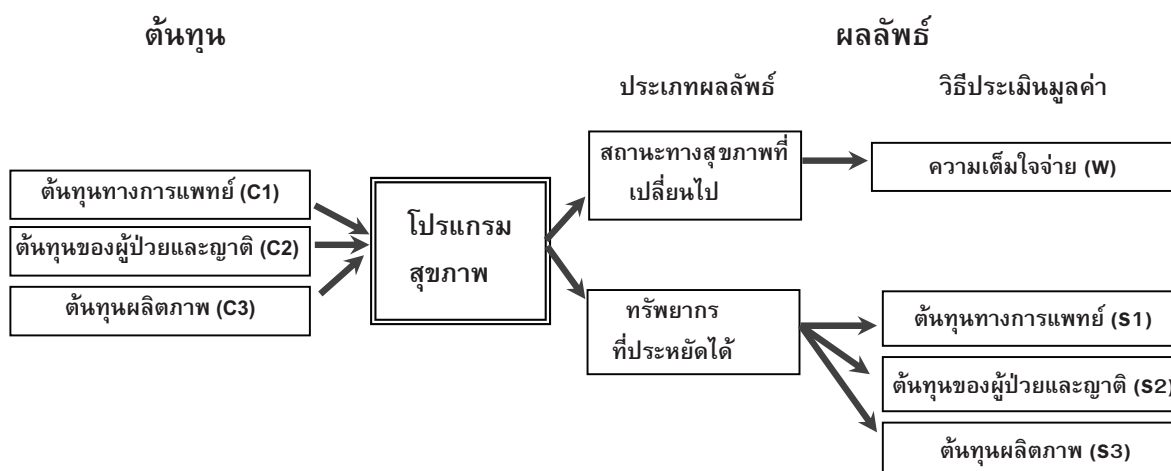 ต้นทุน
ผลลัพธ์
ประเภทผลลัพธ์
วิธีประเมินมูลค่า
ต้นทุนทางการแพทย์ (C1)
ต้นทุนของผู้ป่วยและญาติ (C2)
ต้นทุนผลิตภาพ (C3)
โปรแกรม
สุขภาพ
สถานะทางสุขภาพที่
เปลี่ยนไป
ความเต็มใจจ่าย (W)
ทรัพยากร
ที่ประหยัดได้
ต้นทุนทางการแพทย์ (S1)
ต้นทุนของผู้ป่วยและญาติ (S2)
ต้นทุนผลิตภาพ (S3)